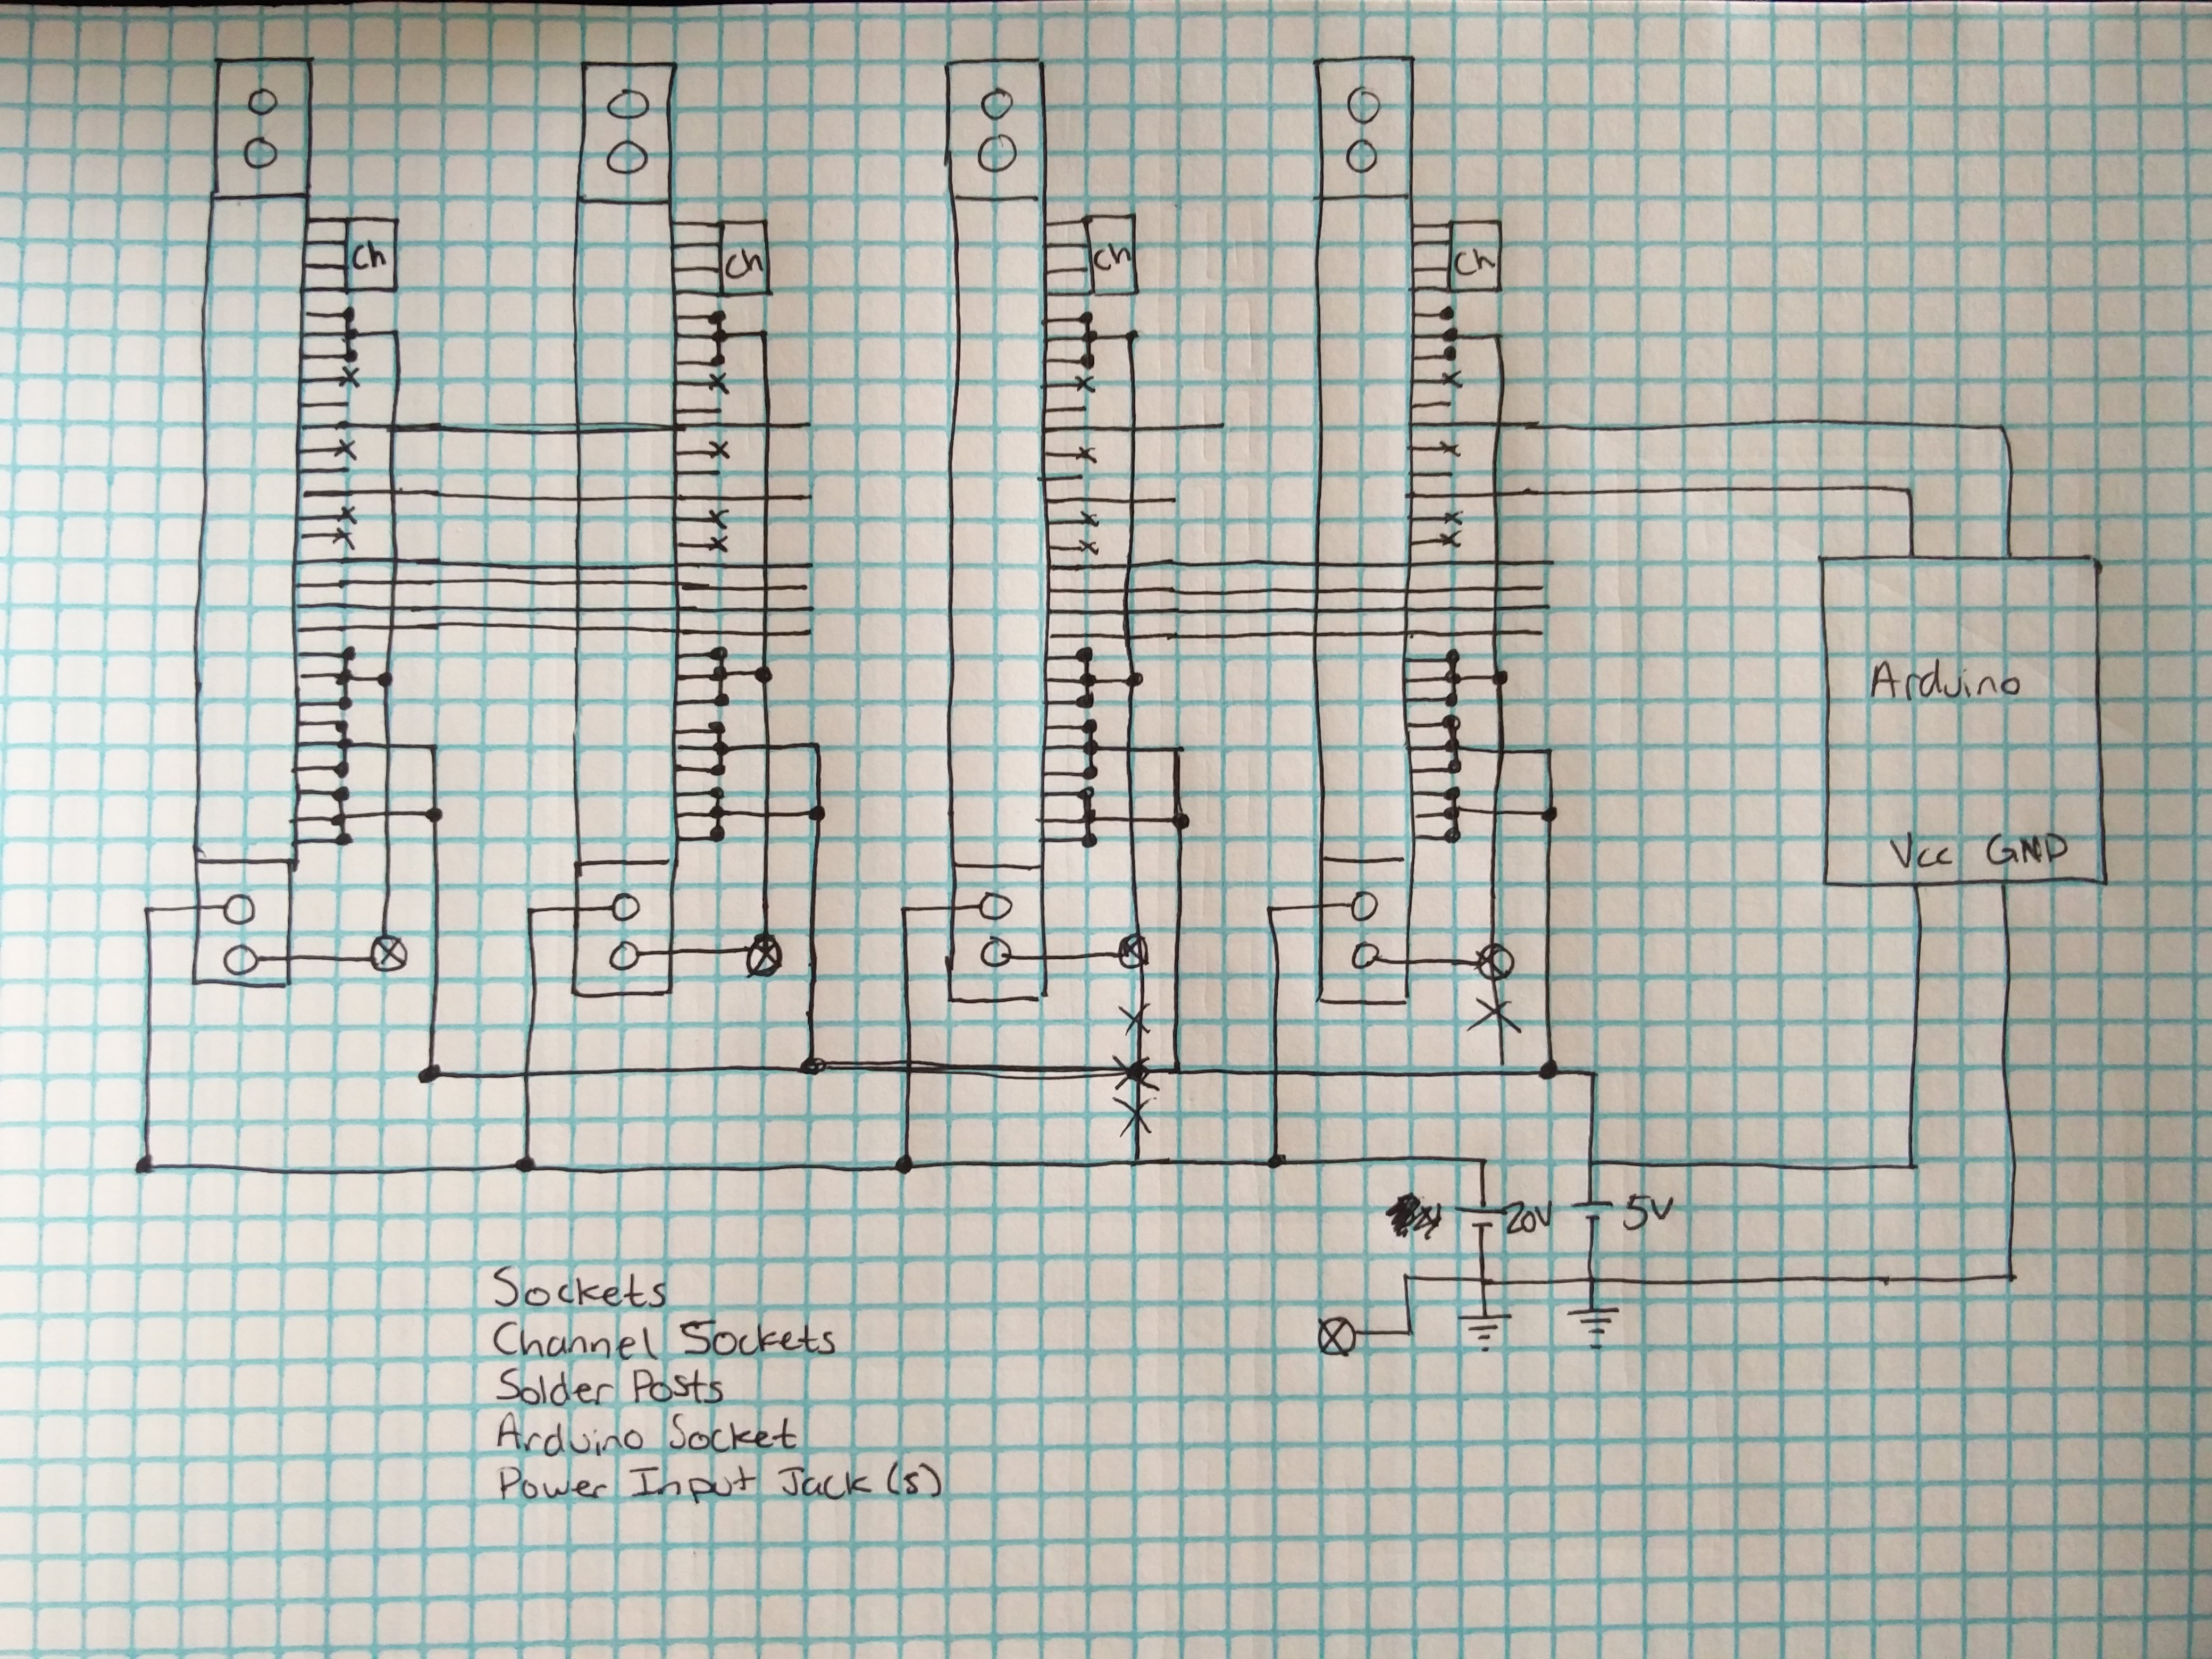 Ch Ch Ch Ch
Arduino
Vcc GND
20V 5V
Sockets
Channel Sockets
Solder Posts
Arduino Socket
Power Input Jack (s)